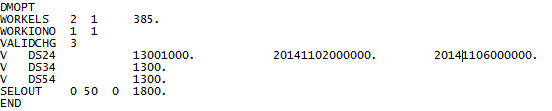 DMOPT
WORKELS  2  1     385.
WORKIONO  1  1
VALIDCHG  3
V   DS24          13001000.           20141102000000.      20141106000000.
V   DS34          1300.
V   DS54          1300.
SELOUT   0 50  0  1800.
END